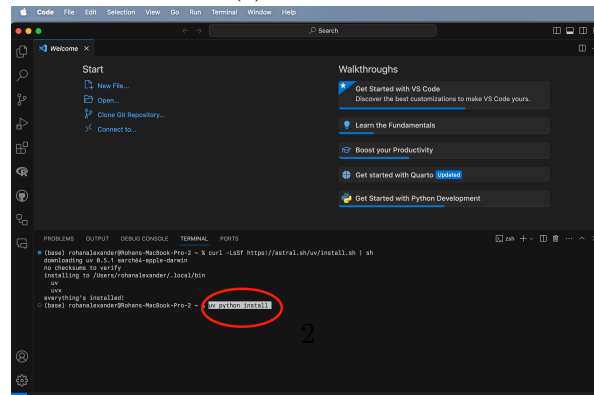 Code File Edit Selection View Go Run Terminal Window Help
Search
Welcome
Start
New File...
Open...
Clone Git Repository...
Connect to...
Walkthroughs
Get Started with VS Code
Discover the best customizations to make VS Code yours.
Learn the Fundamentals
Boost your Productivity
Get started with Quarto Updated
Get Started with Python Development
PROBLEMS OUTPUT DEBUG CONSOLE TERMINAL PORTS
zsh
(base) rohanalexander@Rohans-MacBook-Pro-2 ~ % curl -LsSf https://astral.sh/uv/install.sh | sh
downloading uv 0.5.1 aarch64-apple-darwin
no checksums to verify
installing to /Users/rohanalexander/.local/bin
uv
uvx
everything's installed!
(base) rohanalexander@Rohans-MacBook-Pro-2 ~ % uv python install
2